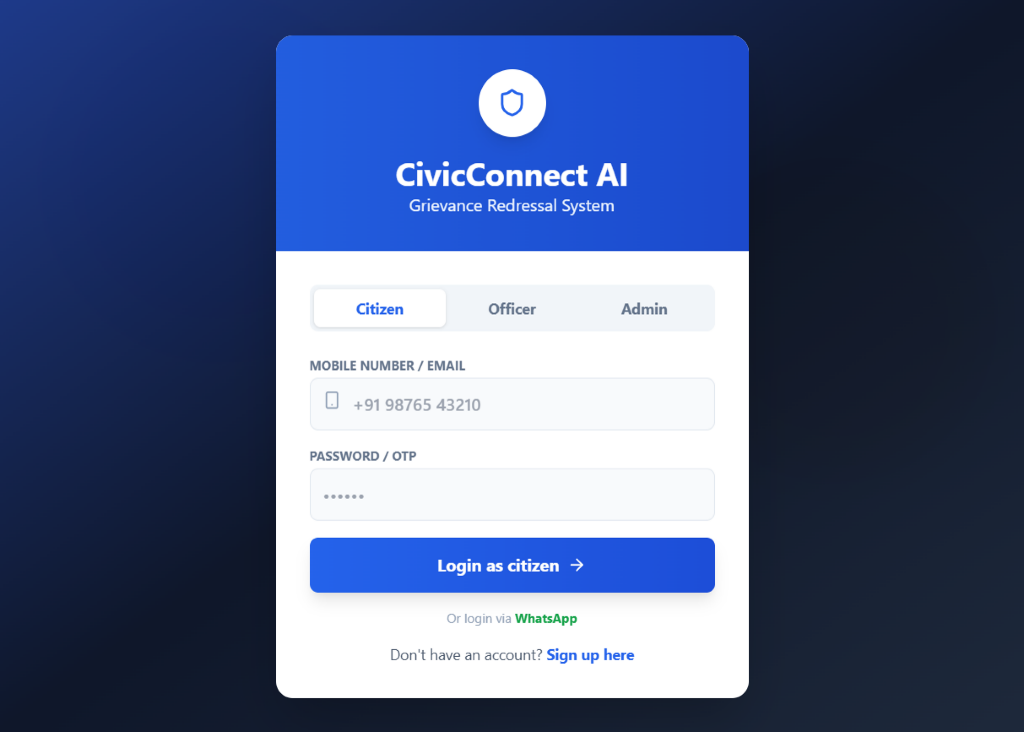 CivicConnect AI
Grievance Redressal System
Citizen Officer Admin
MOBILE NUMBER / EMAIL
+91 98765 43210
PASSWORD / OTP
••••••
Login as citizen →
Or login via WhatsApp
Don't have an account? Sign up here